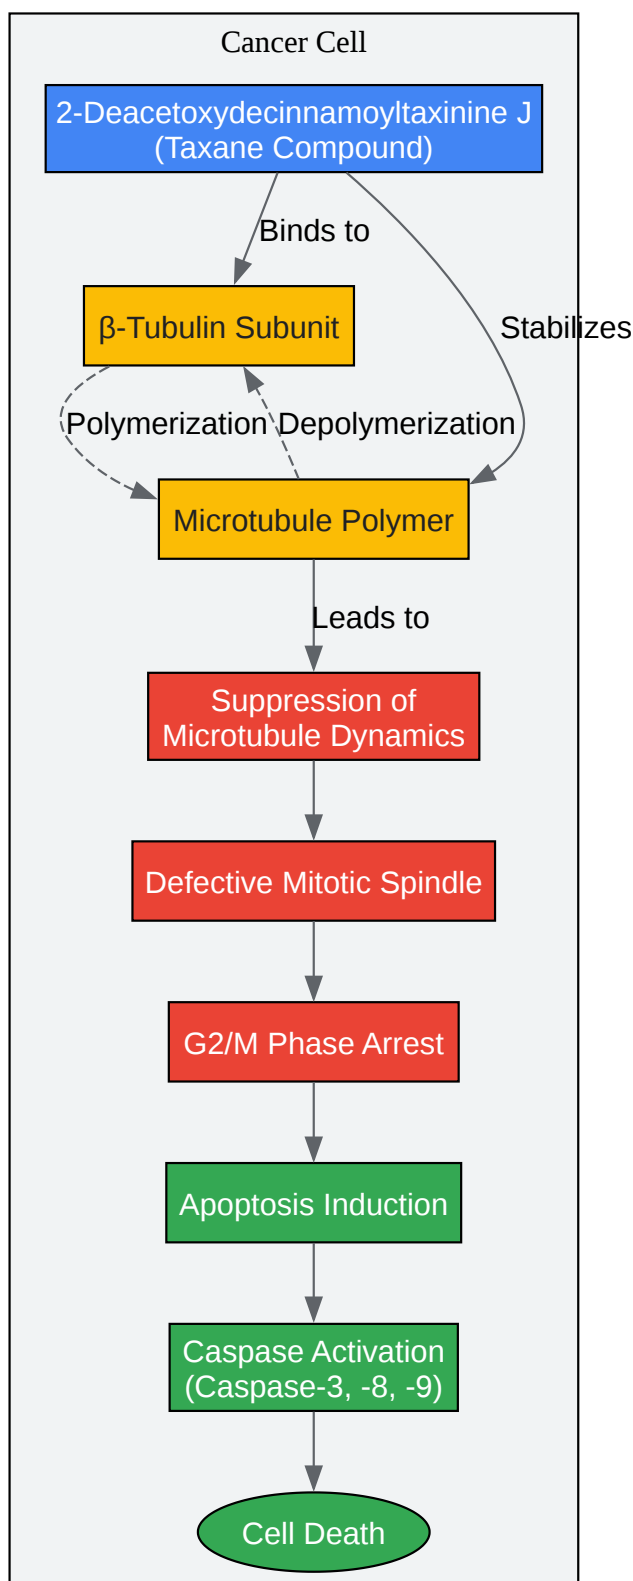 Cancer Cell
2-Deacetoxydecinnamoyltaxinine J
(Taxane Compound)
Binds to
β-Tubulin Subunit
Stabilizes
Polymerization
Depolymerization
Microtubule Polymer
Leads to
Suppression of
Microtubule Dynamics
Defective Mitotic Spindle
G2/M Phase Arrest
Apoptosis Induction
Caspase Activation
(Caspase-3, -8, -9)
Cell Death